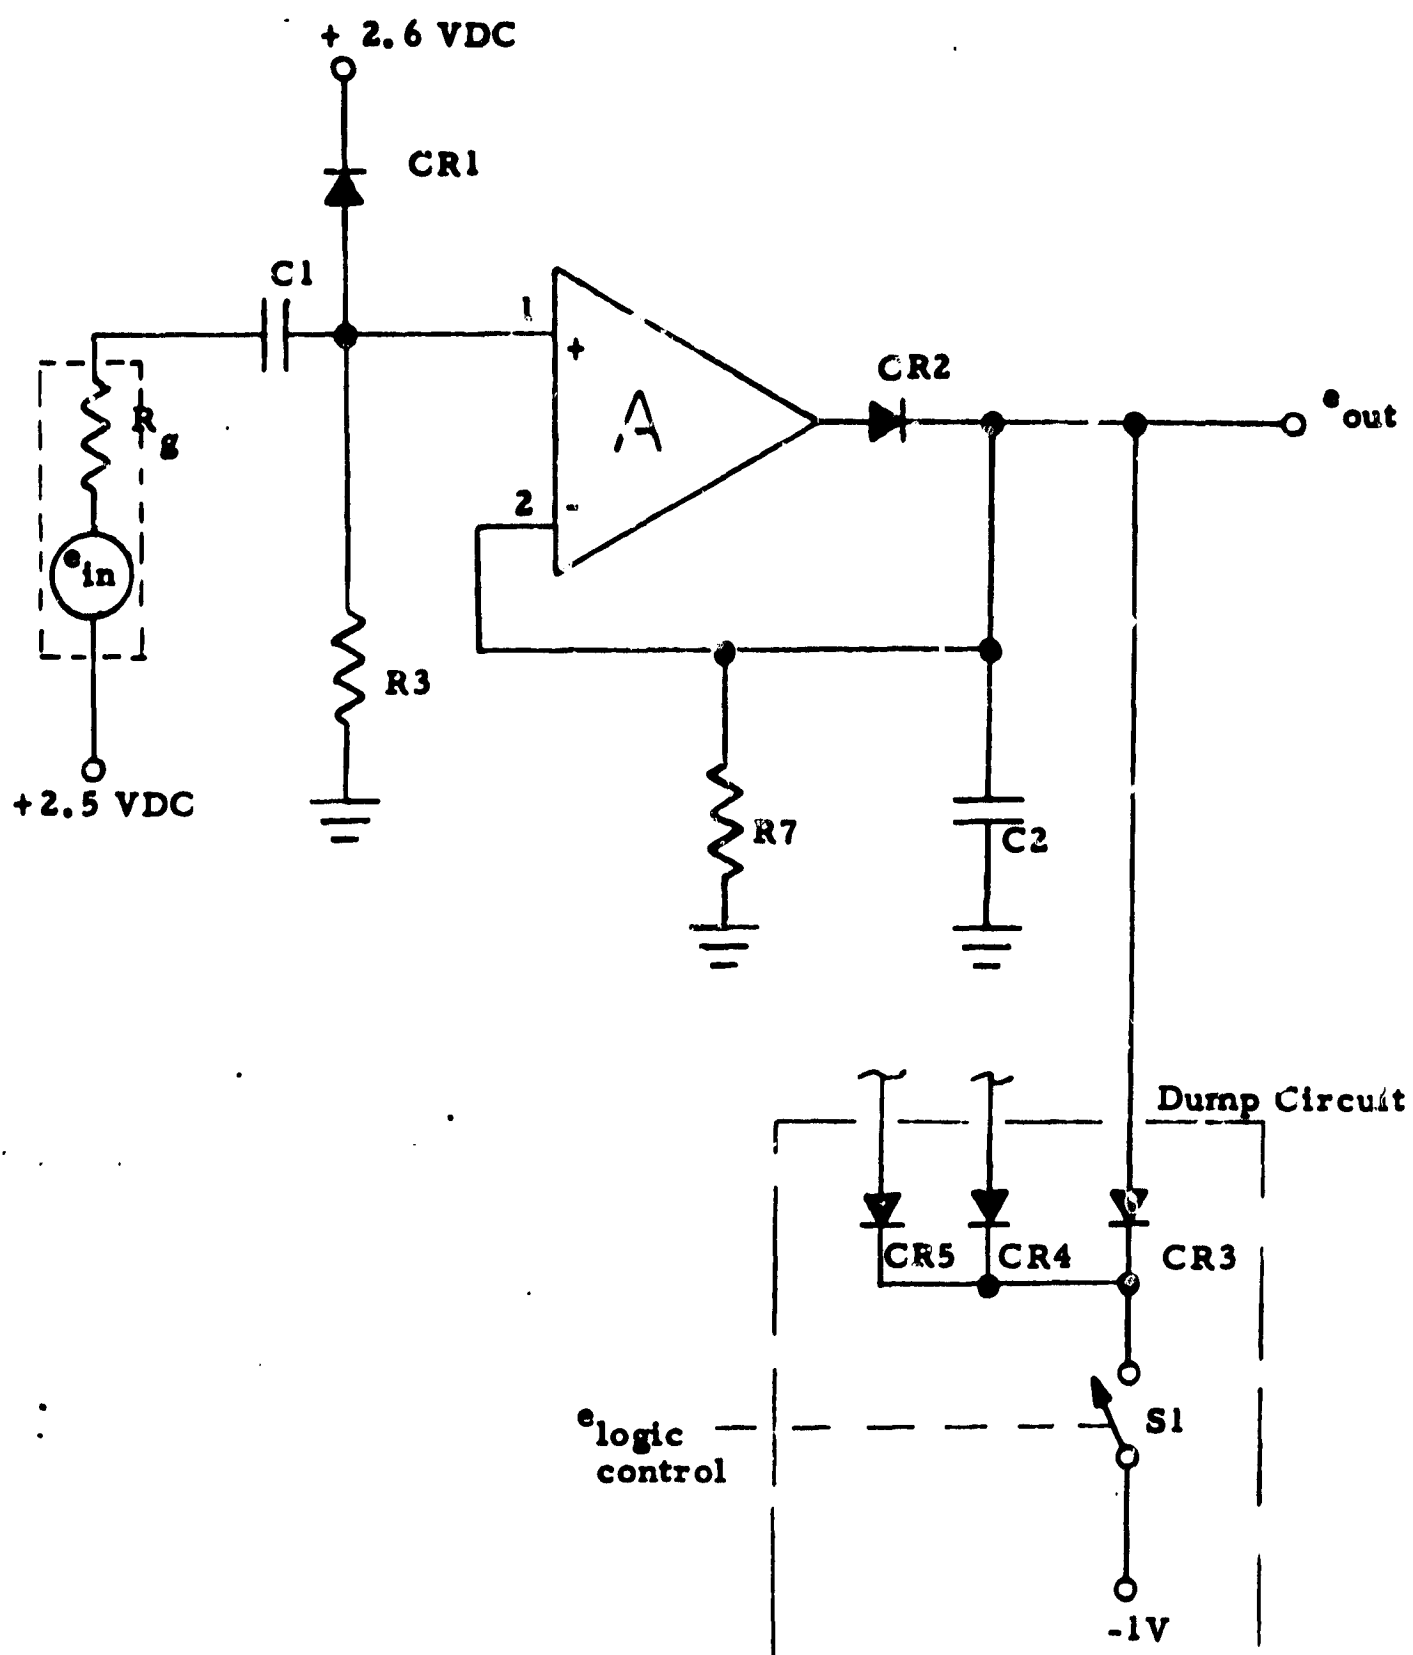 + 2.6 VDC
CR1
C1
1
+
CR2
e out
R g
A
2
-
e in
R3
+2.5 VDC
R7
C2
Dump Circuit
CR5
CR4
CR3
e logic
control
S1
-1V